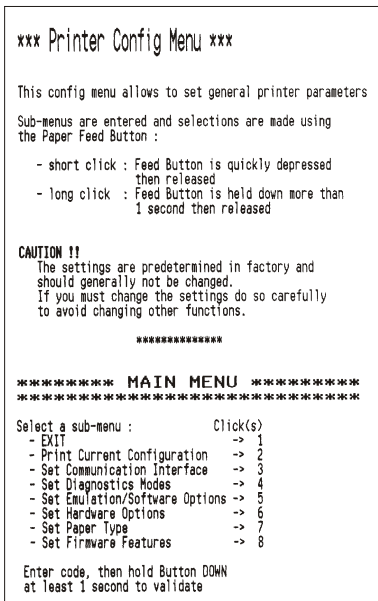 *** Printer Config Menu ***
This config menu allows to set general printer parameters
Sub-menus are entered and selections are made using
the Paper Feed Button :
- short click : Feed Button is quickly depressed
then released
- long click : Feed Button is held down more than
1 second then released
CAUTION !!
The settings are predetermined in factory and
should generally not be changed.
If you must change the settings do so carefully
to avoid changing other functions.
**************
******** MAIN MENU *********
****************************
Select a sub-menu : Click(s)
- EXIT -> 1
- Print Current Configuration -> 2
- Set Communication Interface -> 3
- Set Diagnostics Modes -> 4
- Set Emulation/Software Options -> 5
- Set Hardware Options -> 6
- Set Paper Type -> 7
- Set Firmware Features -> 8
Enter code, then hold Button DOWN
at least 1 second to validate